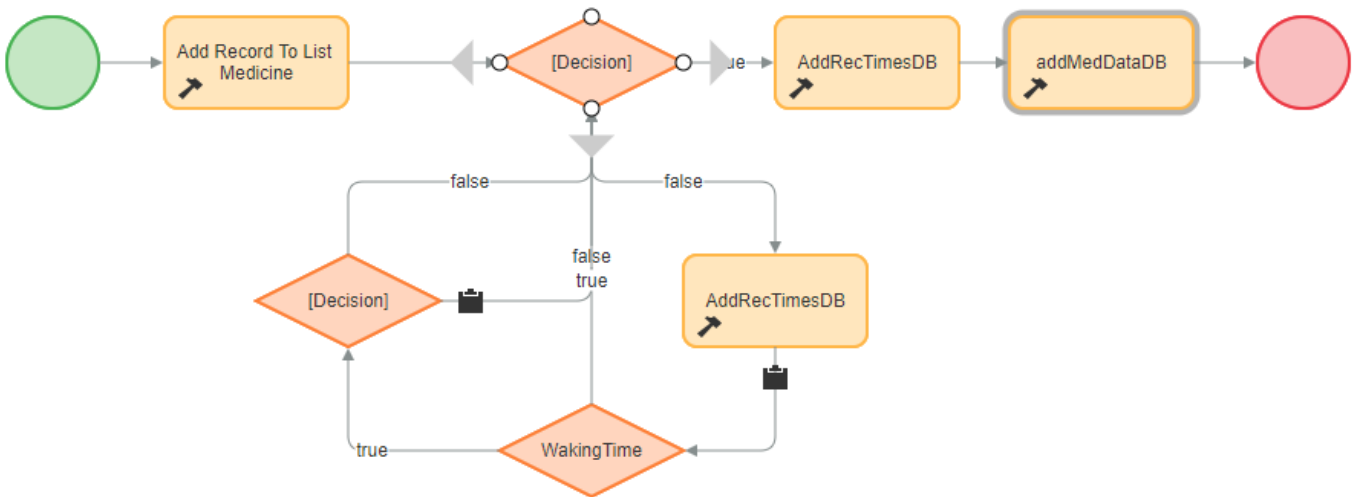 Add Record To List
Medicine
[Decision]
ue
AddRecTimesDB
addMedDataDB
false
false
false
true
[Decision]
AddRecTimesDB
true
WakingTime